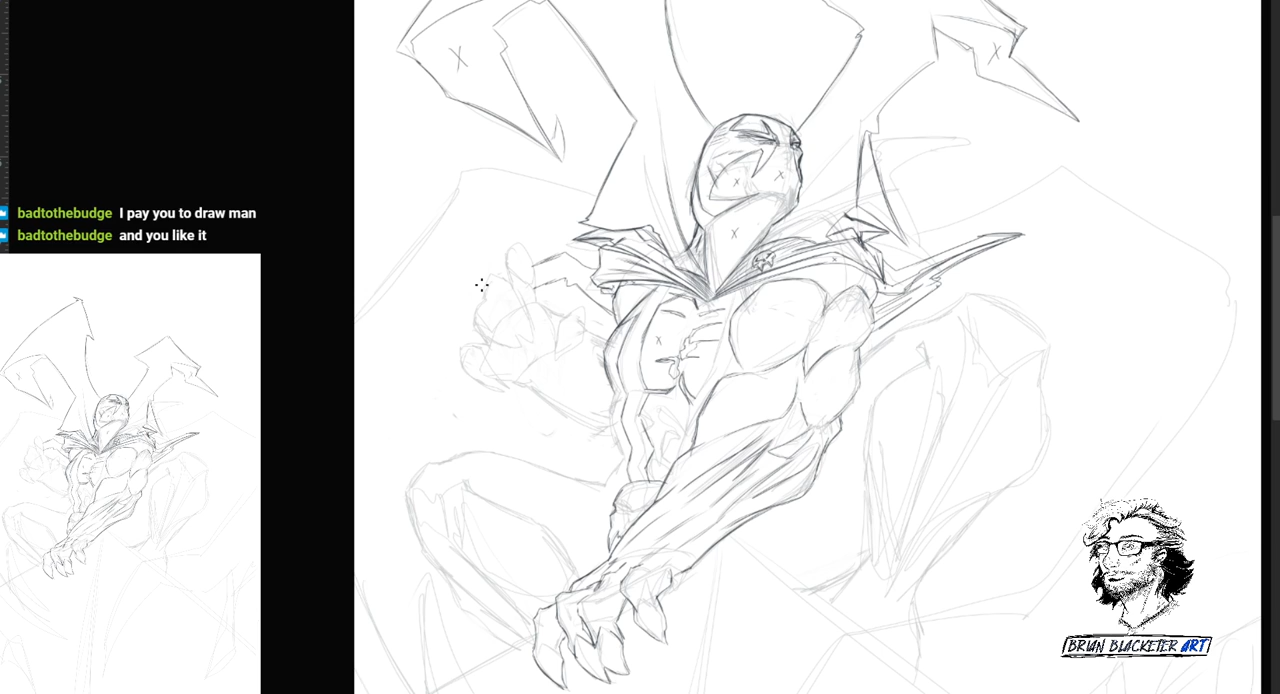 badtothebudge I pay you to draw man
badtothebudge and you like it
BRIAN BLACKETER ART